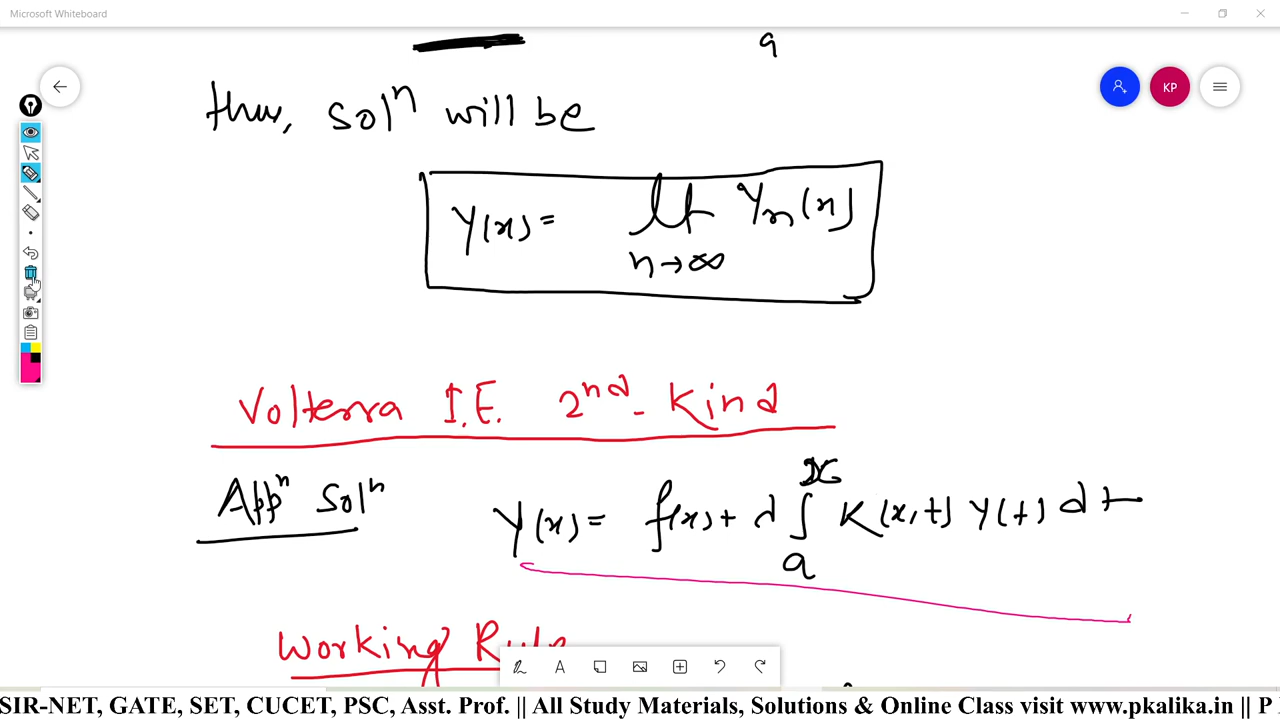 Microsoft Whiteboard
a
KP
thus, solⁿ will be
Y(x) = lt Yₙ(x)
n→∞
Volterra I.E. 2nd - Kind
Appⁿ Solⁿ
Y(x) = f(x) + λ ∫ₐˣ K(x,t) Y(t) dt
Working Rule
SIR-NET, GATE, SET, CUCET, PSC, Asst. Prof. || All Study Materials, Solutions & Online Class visit www.pkalika.in || P